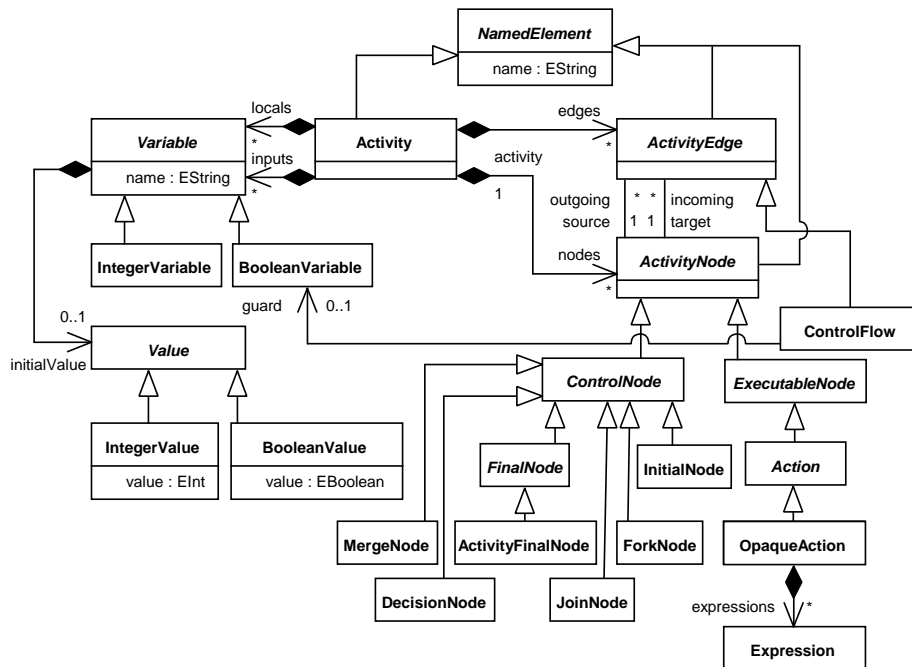 NamedElement
name : EString
locals
edges
Variable
Activity
ActivityEdge
*
inputs
activity
*
name : EString
*
1
outgoing
* *
incoming
source
1 1
target
IntegerVariable
BooleanVariable
nodes
ActivityNode
*
guard
0..1
0..1
Value
ControlFlow
initialValue
ControlNode
ExecutableNode
IntegerValue
BooleanValue
FinalNode
InitialNode
Action
value : EInt
value : EBoolean
MergeNode
ActivityFinalNode
ForkNode
OpaqueAction
DecisionNode
JoinNode
expressions
*
Expression